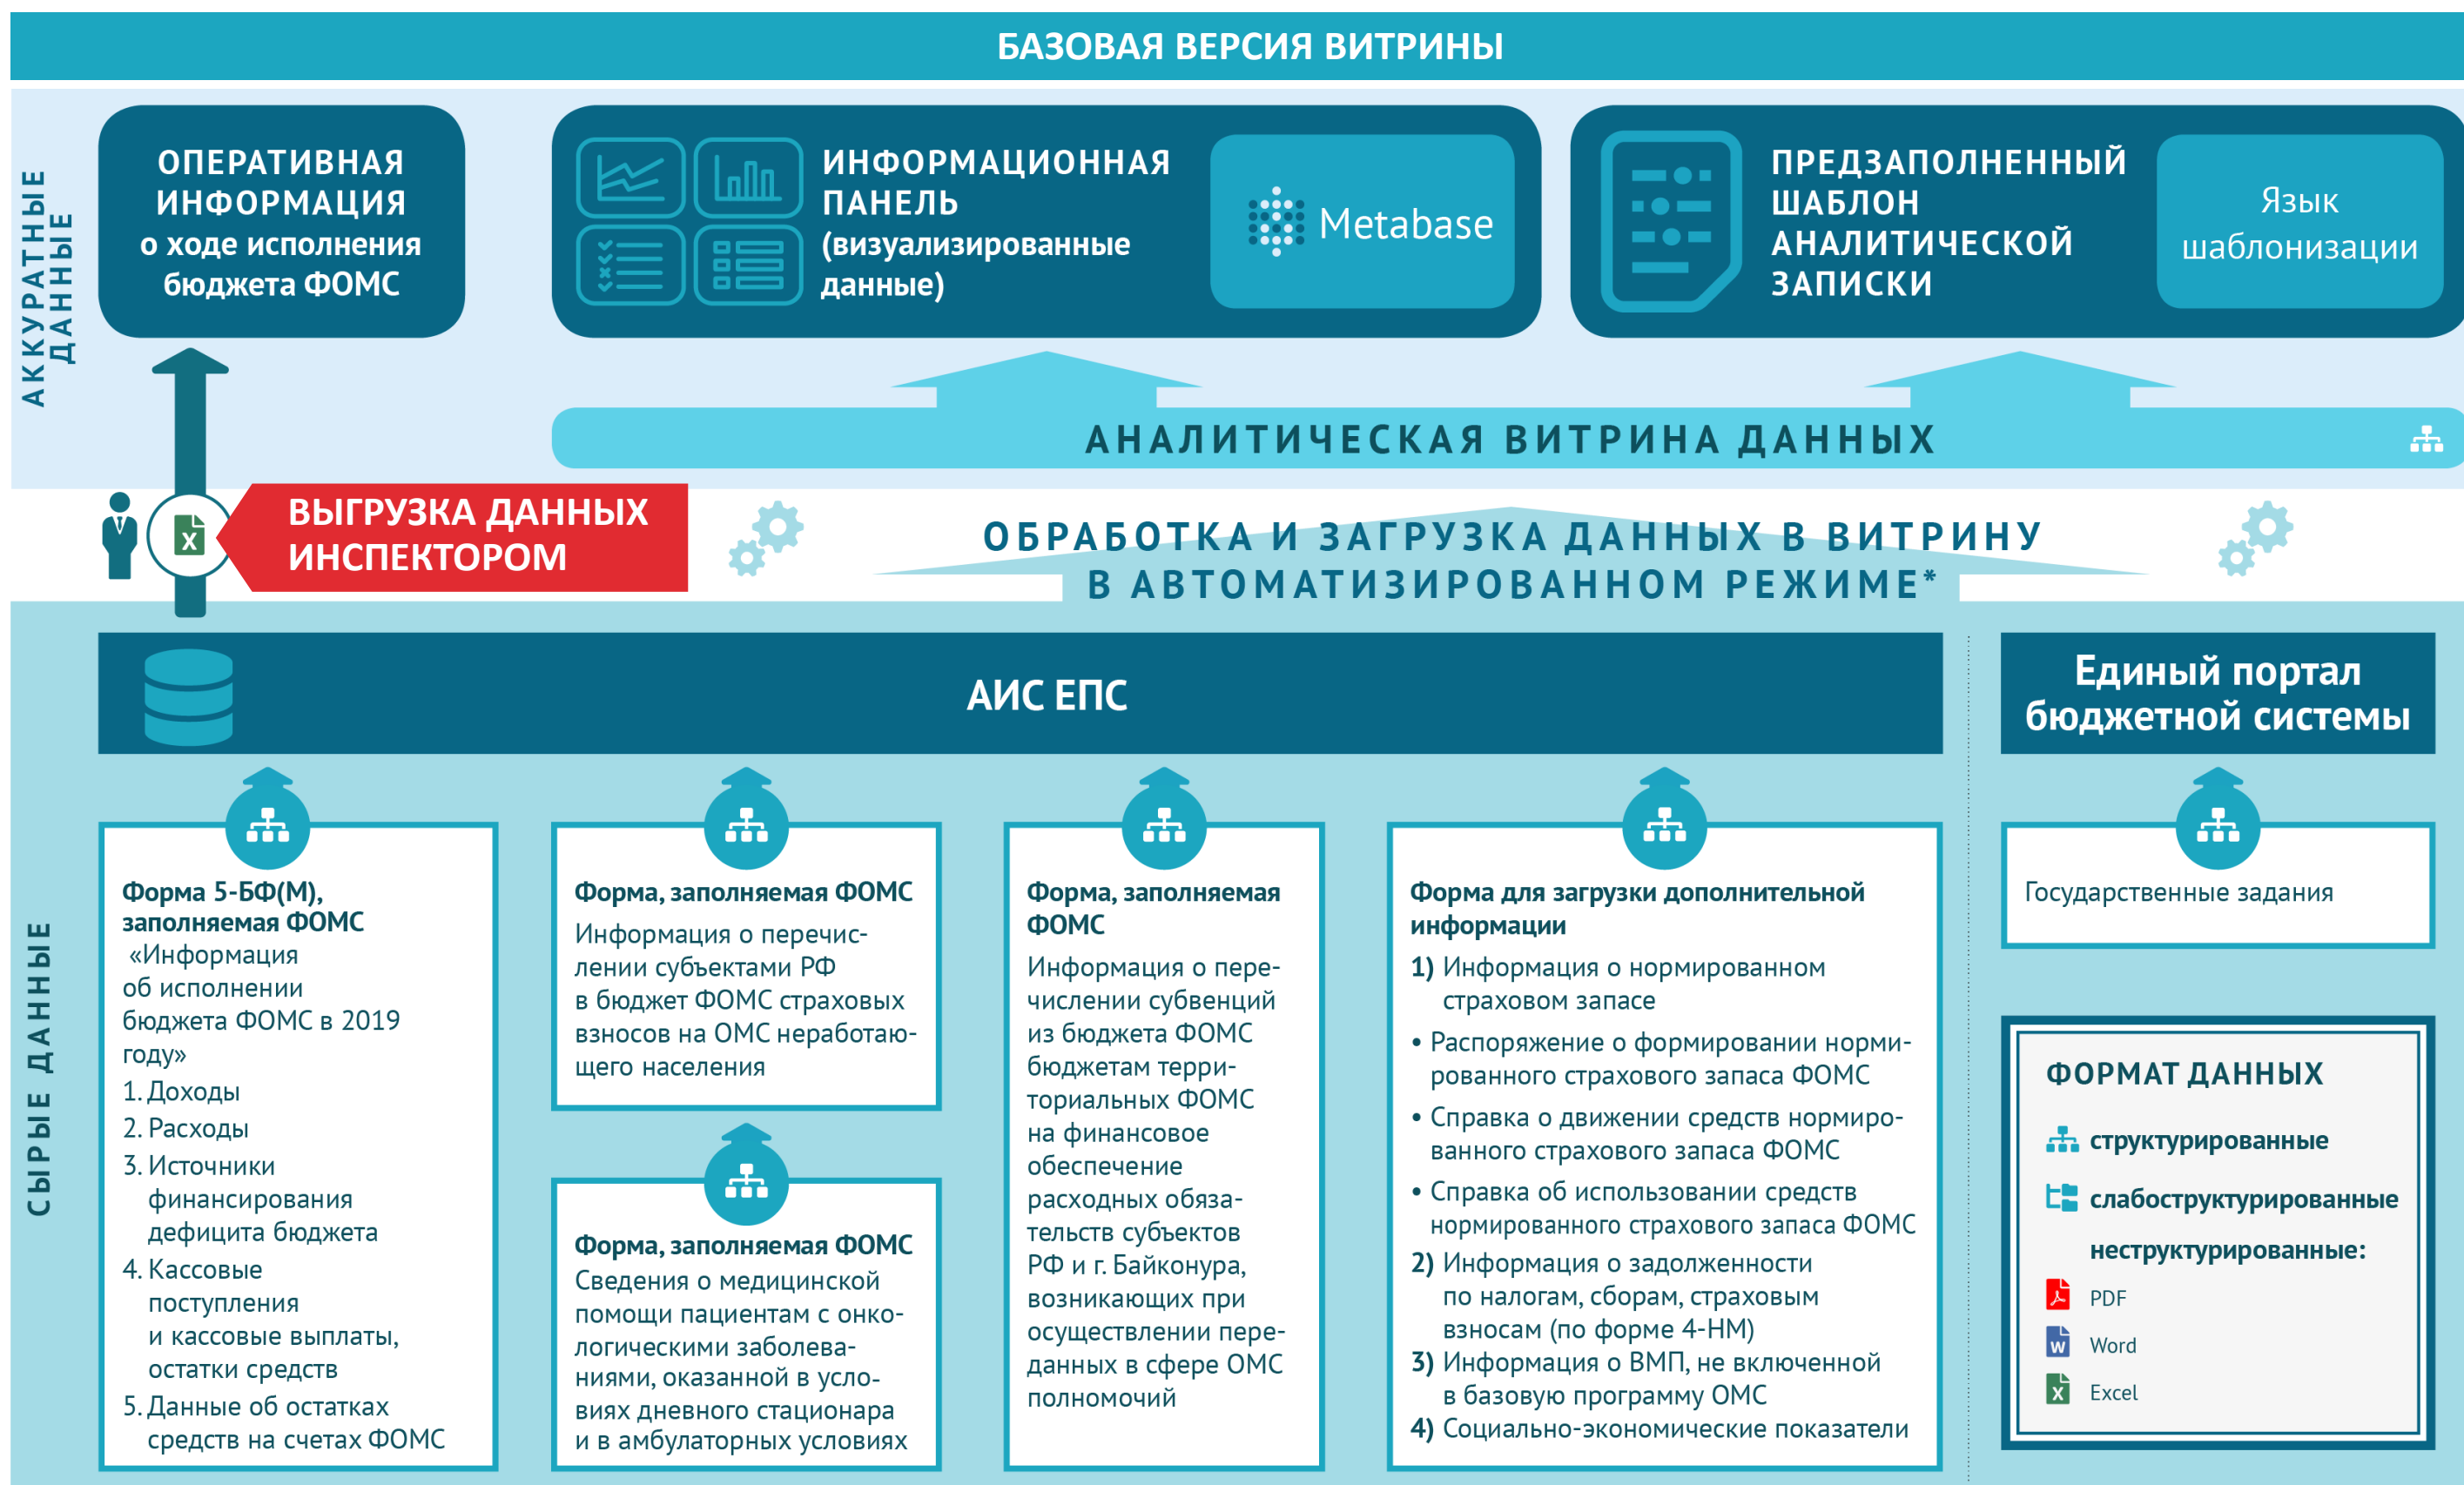 БАЗОВАЯ ВЕРСИЯ ВИТРИНЫ
АККУРАТНЫЕ
ДАННЫЕ
ОПЕРАТИВНАЯ
ИНФОРМАЦИЯ
о ходе исполнения
бюджета ФОМС
ИНФОРМАЦИОННАЯ
ПАНЕЛЬ
(визуализированные
данные)
Metabase
ПРЕДЗАПОЛНЕННЫЙ
ШАБЛОН
АНАЛИТИЧЕСКОЙ
ЗАПИСКИ
Язык
шаблонизации
АНАЛИТИЧЕСКАЯ ВИТРИНА ДАННЫХ
X
ВЫГРУЗКА ДАННЫХ
ИНСПЕКТОРОМ
ОБРАБОТКА И ЗАГРУЗКА ДАННЫХ В ВИТРИНУ
В АВТОМАТИЗИРОВАННОМ РЕЖИМЕ*
СЫРЫЕ ДАННЫЕ
АИС ЕПС
Единый портал
бюджетной системы
Форма 5-БФ(М),
заполняемая ФОМС
«Информация
об исполнении
бюджета ФОМС в 2019
году»
1. Доходы
2. Расходы
3. Источники
финансирования
дефицита бюджета
4. Кассовые
поступления
и кассовые выплаты,
остатки средств
5. Данные об остатках
средств на счетах ФОМС
Форма, заполняемая ФОМС
Информация о перечис-
лении субъектами РФ
в бюджет ФОМС страховых
взносов на ОМС неработаю-
щего населения
Форма, заполняемая ФОМС
Сведения о медицинской
помощи пациентам с онко-
логическими заболева-
ниями, оказанной в усло-
виях дневного стационара
и в амбулаторных условиях
Форма, заполняемая
ФОМС
Информация о пере-
числении субвенций
из бюджета ФОМС
бюджетам терри-
ториальных ФОМС
на финансовое
обеспечение
расходных обяза-
тельств субъектов
РФ и г. Байконура,
возникающих при
осуществлении пере-
данных в сфере ОМС
полномочий
Форма для загрузки дополнительной
информации
1) Информация о нормированном
страховом запасе
• Распоряжение о формировании норми-
рованного страхового запаса ФОМС
• Справка о движении средств нормиро-
ванного страхового запаса ФОМС
• Справка об использовании средств
нормированного страхового запаса ФОМС
2) Информация о задолженности
по налогам, сборам, страховым
взносам (по форме 4-НМ)
3) Информация о ВМП, не включенной
в базовую программу ОМС
4) Социально-экономические показатели
Государственные задания
ФОРМАТ ДАННЫХ
структурированные
слабоструктурированные
неструктурированные:
PDF
W Word
X Excel